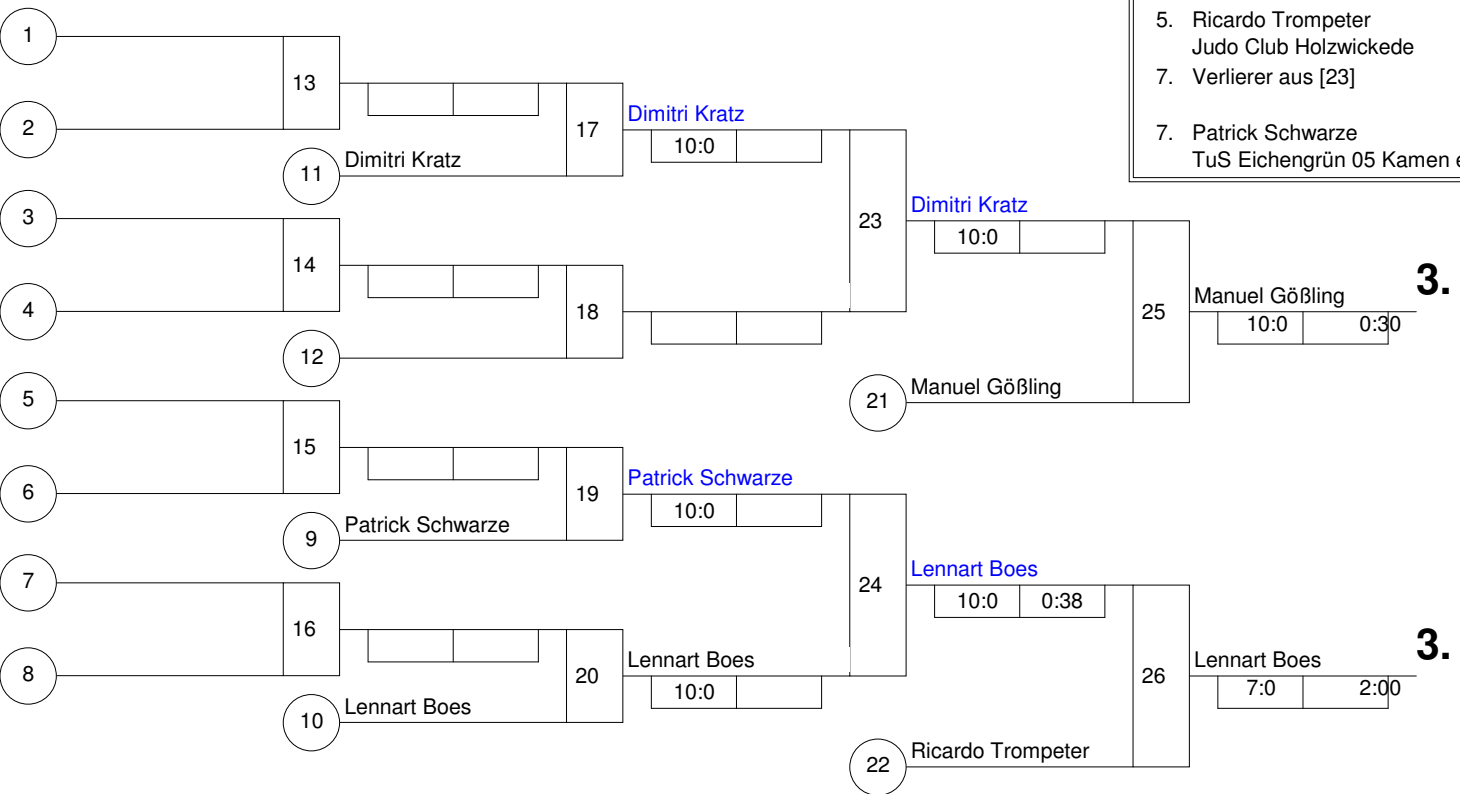 5. Ricardo Trompeter
Judo Club Holzwickede
7. Verlierer aus [23]
7. Patrick Schwarze
TuS Eichengrün 05 Kamen e
1
13
2
17
Dimitri Kratz
10:0
11
Dimitri Kratz
3
14
4
18
12
23
Dimitri Kratz
10:0
25
Manuel Gößling
3.
10:0 0:30
21
Manuel Gößling
5
15
6
19
Patrick Schwarze
10:0
9
Patrick Schwarze
7
16
8
20
Lennart Boes
10:0
10
Lennart Boes
24
Lennart Boes
10:0 0:38
26
Lennart Boes
3.
7:0 2:00
22
Ricardo Trompeter